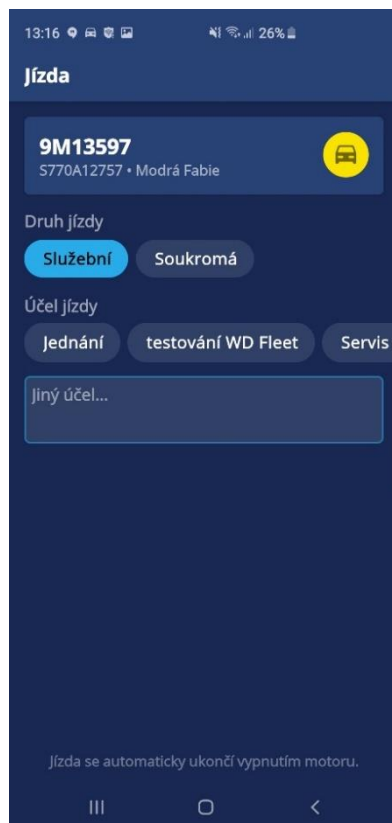 13:16 26%
Jízda
9M13597
S770A12757 • Modrá Fabie
Druh jízdy
Služební Soukromá
Účel jízdy
Jednání testování WD Fleet Servis
Jiný účel...
Jízda se automaticky ukončí vypnutím motoru.